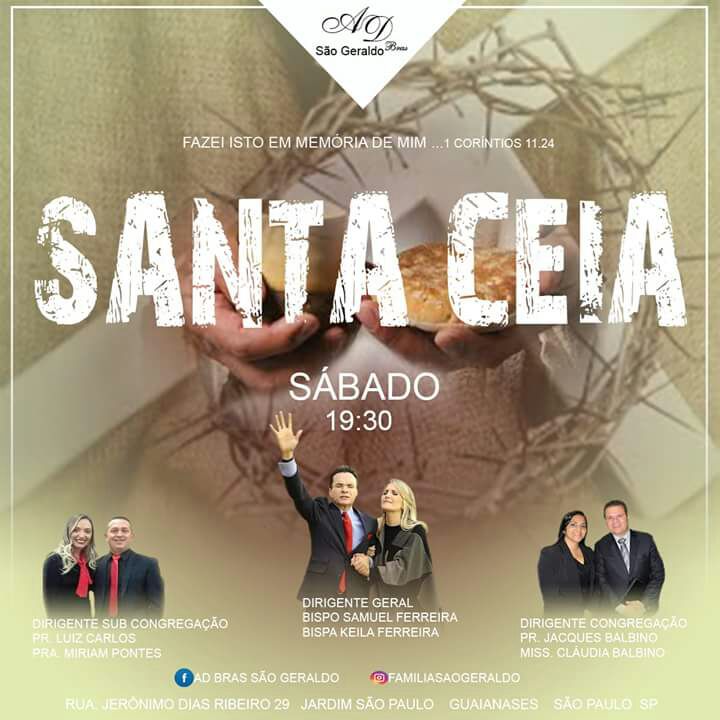 AD
São Geraldo Bras
FAZEI ISTO EM MEMÓRIA DE MIM ...1 CORÍNTIOS 11.24
SANTA CEIA
SÁBADO
19:30
DIRIGENTE SUB CONGREGAÇÃO
PR. LUIZ CARLOS
PRA. MIRIAM PONTES
DIRIGENTE GERAL
BISPO SAMUEL FERREIRA
BISPA KEILA FERREIRA
DIRIGENTE CONGREGAÇÃO
PR. JACQUES BALBINO
MISS. CLÁUDIA BALBINO
AD BRAS SÃO GERALDO
FAMILIASAOGERALDO
RUA: JERÔNIMO DIAS RIBEIRO 29 JARDIM SÃO PAULO GUAIANASES SÃO PAULO SP